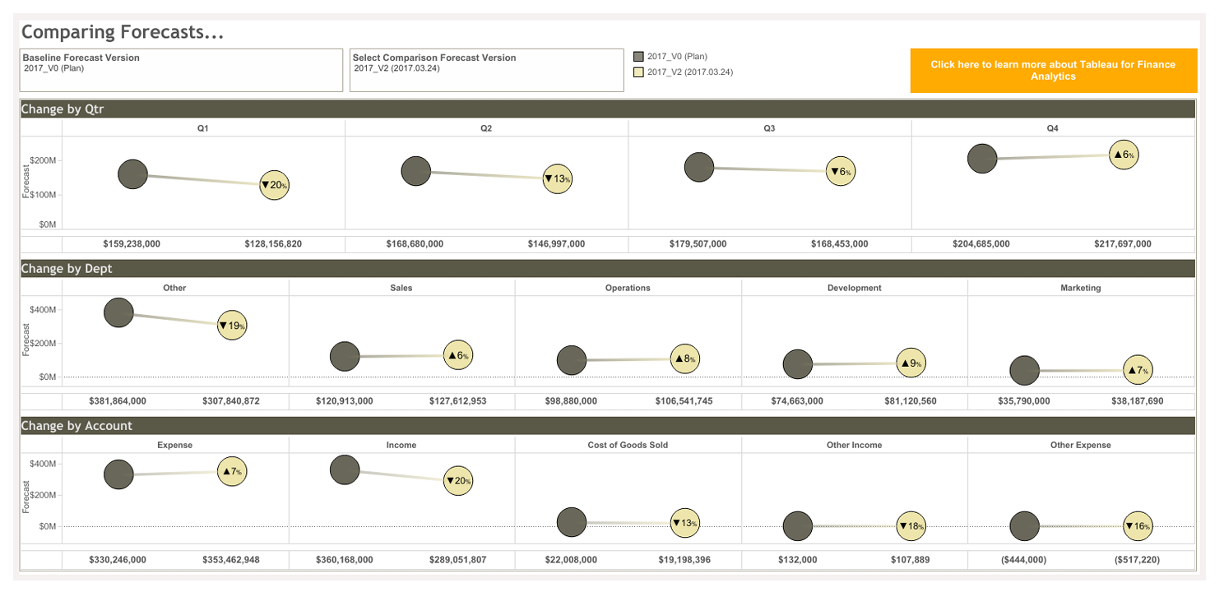 Comparing Forecasts...
Baseline Forecast Version
2017_V0 (Plan)
Select Comparison Forecast Version
2017_V2 (2017.03.24)
2017_V0 (Plan)
2017_V2 (2017.03.24)
Click here to learn more about Tableau for Finance
Analytics
Change by Qtr
Q1 Q2 Q3 Q4
Forecast
$200M
$100M
$0M
▼20%
▼13%
▼6%
▲6%
$159,238,000 $128,156,820 $168,680,000 $146,997,000 $179,507,000 $168,453,000 $204,685,000 $217,697,000
Change by Dept
Other Sales Operations Development Marketing
Forecast
$400M
$200M
$0M
▼19%
▲6%
▲8%
▲9%
▲7%
$381,864,000 $307,840,872 $120,913,000 $127,612,953 $98,880,000 $106,541,745 $74,663,000 $81,120,560 $35,790,000 $38,187,690
Change by Account
Expense Income Cost of Goods Sold Other Income Other Expense
Forecast
$400M
$200M
$0M
▲7%
▼20%
▼13%
▼18%
▼16%
$330,246,000 $353,462,948 $360,168,000 $289,051,807 $22,008,000 $19,198,396 $132,000 $107,889 ($444,000) ($517,220)